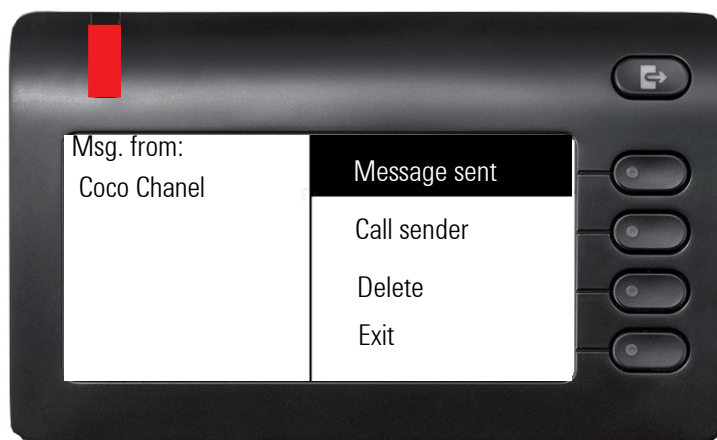 Msg. from:
Coco Chanel
Message sent
Call sender
Delete
Exit